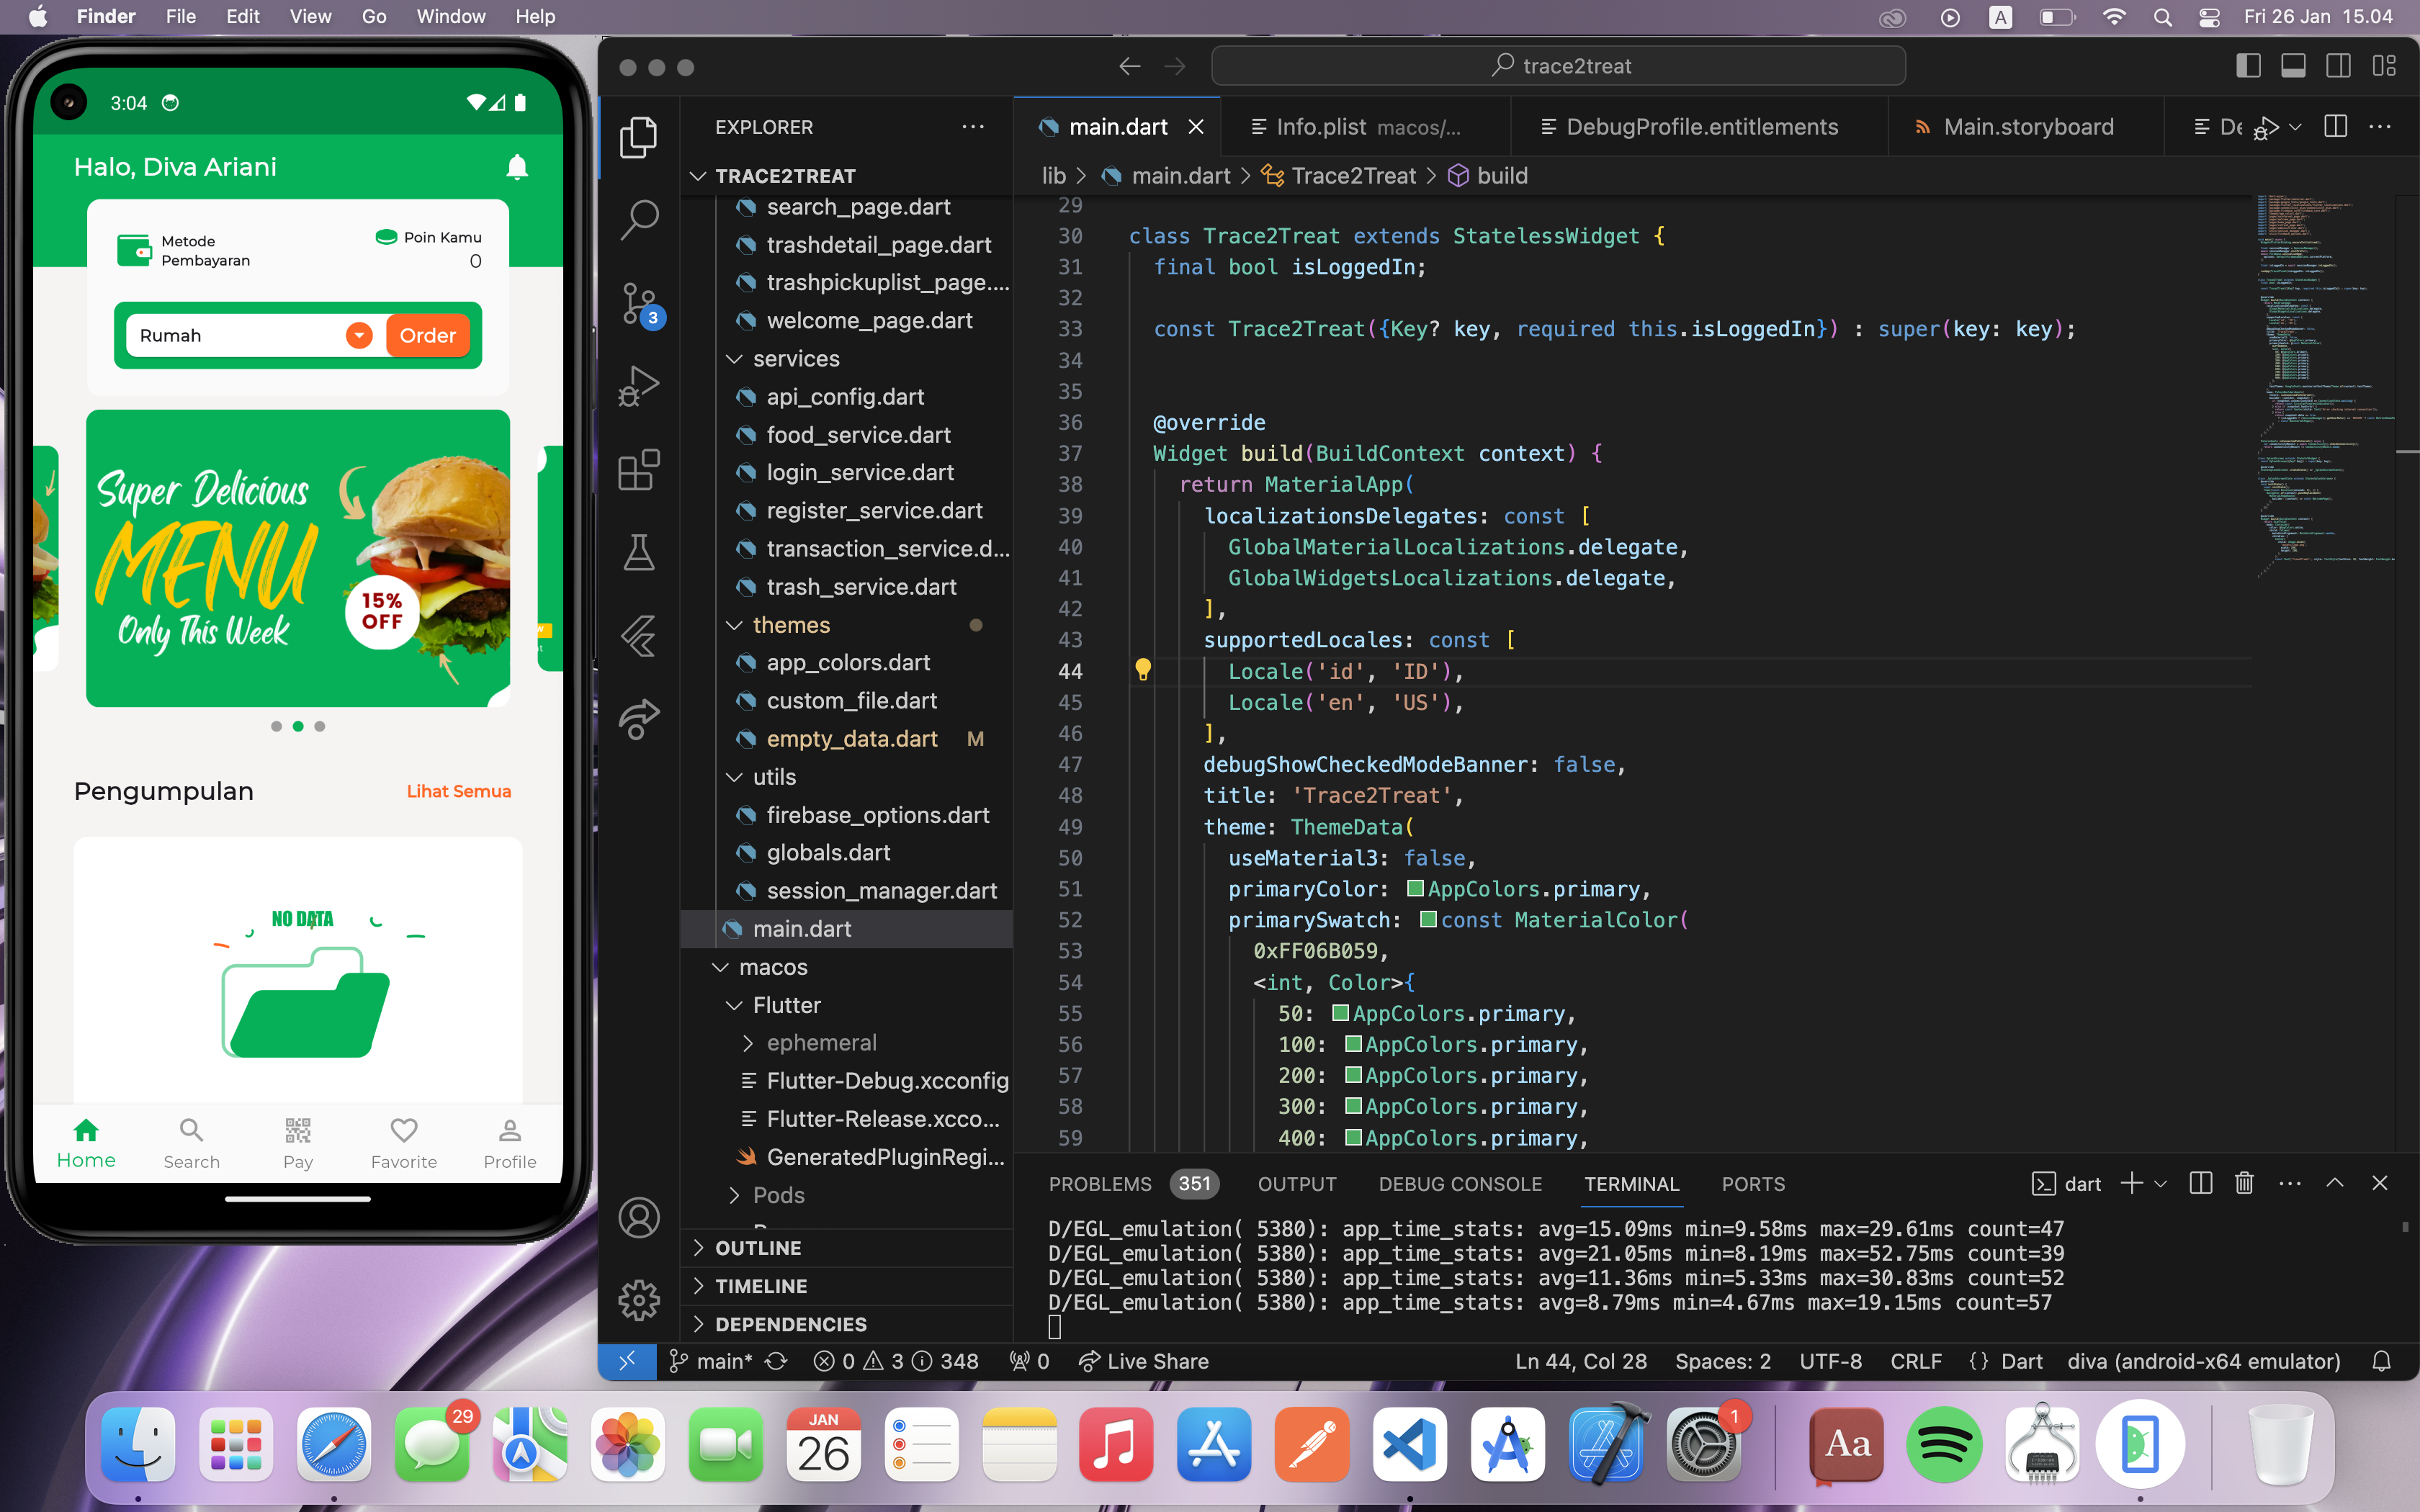 Finder File Edit View Go Window Help
A
Fri 26 Jan 15.04
3:04
Halo, Diva Ariani
Metode
Pembayaran
Poin Kamu
0
Rumah
Order
Super Delicious
MENU
Only This Week
15%
OFF
Pengumpulan
Lihat Semua
NO DATA
Home
Search
Pay
Favorite
Profile
trace2treat
EXPLORER
TRACE2TREAT
search_page.dart
trashdetail_page.dart
trashpickuplist_page....
welcome_page.dart
services
api_config.dart
food_service.dart
login_service.dart
register_service.dart
transaction_service.d...
trash_service.dart
themes
app_colors.dart
custom_file.dart
empty_data.dart M
utils
firebase_options.dart
globals.dart
session_manager.dart
main.dart
macos
Flutter
ephemeral
Flutter-Debug.xcconfig
Flutter-Release.xcco...
GeneratedPluginRegi...
Pods
OUTLINE
TIMELINE
DEPENDENCIES
3
main.dart
Info.plist macos/...
DebugProfile.entitlements
Main.storyboard
De
lib > main.dart > Trace2Treat > build
29
30 class Trace2Treat extends StatelessWidget {
31 final bool isLoggedIn;
32
33 const Trace2Treat({Key? key, required this.isLoggedIn}) : super(key: key);
34
35
36 @override
37 Widget build(BuildContext context) {
38 return MaterialApp(
39 localizationsDelegates: const [
40 GlobalMaterialLocalizations.delegate,
41 GlobalWidgetsLocalizations.delegate,
42 ],
43 supportedLocales: const [
44 Locale('id', 'ID'),
45 Locale('en', 'US'),
46 ],
47 debugShowCheckedModeBanner: false,
48 title: 'Trace2Treat',
49 theme: ThemeData(
50 useMaterial3: false,
51 primaryColor: AppColors.primary,
52 primarySwatch: const MaterialColor(
53 0xFF06B059,
54 <int, Color>{
55 50: AppColors.primary,
56 100: AppColors.primary,
57 200: AppColors.primary,
58 300: AppColors.primary,
59 400: AppColors.primary,
PROBLEMS 351 OUTPUT DEBUG CONSOLE TERMINAL PORTS
dart
D/EGL_emulation( 5380): app_time_stats: avg=15.09ms min=9.58ms max=29.61ms count=47
D/EGL_emulation( 5380): app_time_stats: avg=21.05ms min=8.19ms max=52.75ms count=39
D/EGL_emulation( 5380): app_time_stats: avg=11.36ms min=5.33ms max=30.83ms count=52
D/EGL_emulation( 5380): app_time_stats: avg=8.79ms min=4.67ms max=19.15ms count=57
main* 0 3 348 0 Live Share
Ln 44, Col 28 Spaces: 2 UTF-8 CRLF {} Dart diva (android-x64 emulator)
29
JAN
26
1
Aa